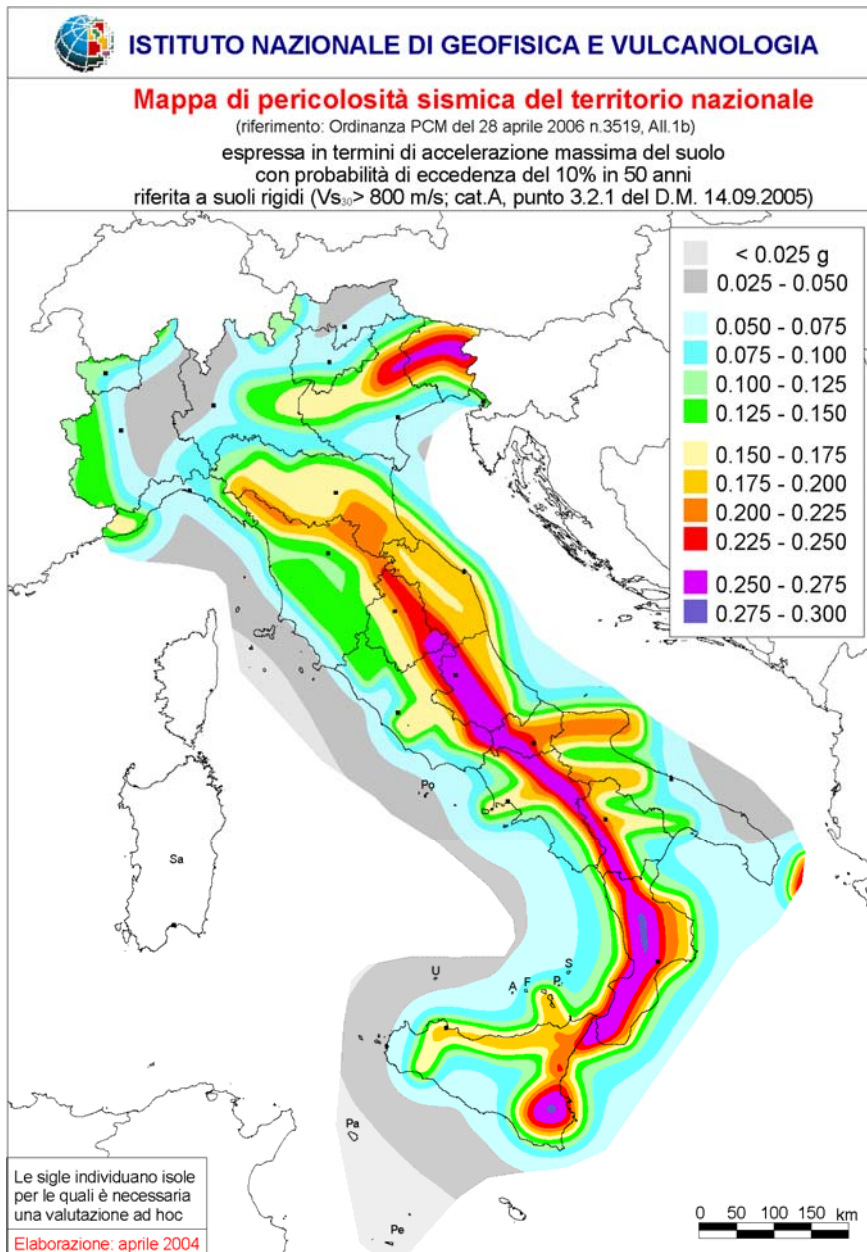 ISTITUTO NAZIONALE DI GEOFISICA E VULCANOLOGIA
Mappa di pericolosità sismica del territorio nazionale
(riferimento: Ordinanza PCM del 28 aprile 2006 n.3519, All.1b)
espressa in termini di accelerazione massima del suolo
con probabilità di eccedenza del 10% in 50 anni
riferita a suoli rigidi (Vs₃₀> 800 m/s; cat.A, punto 3.2.1 del D.M. 14.09.2005)
< 0.025 g
0.025 - 0.050
0.050 - 0.075
0.075 - 0.100
0.100 - 0.125
0.125 - 0.150
0.150 - 0.175
0.175 - 0.200
0.200 - 0.225
0.225 - 0.250
0.250 - 0.275
0.275 - 0.300
Po
Sa
S
U
A
F
P
Pa
Pe
Le sigle individuano isole
per le quali è necessaria
una valutazione ad hoc
Elaborazione: aprile 2004
0 50 100 150 km